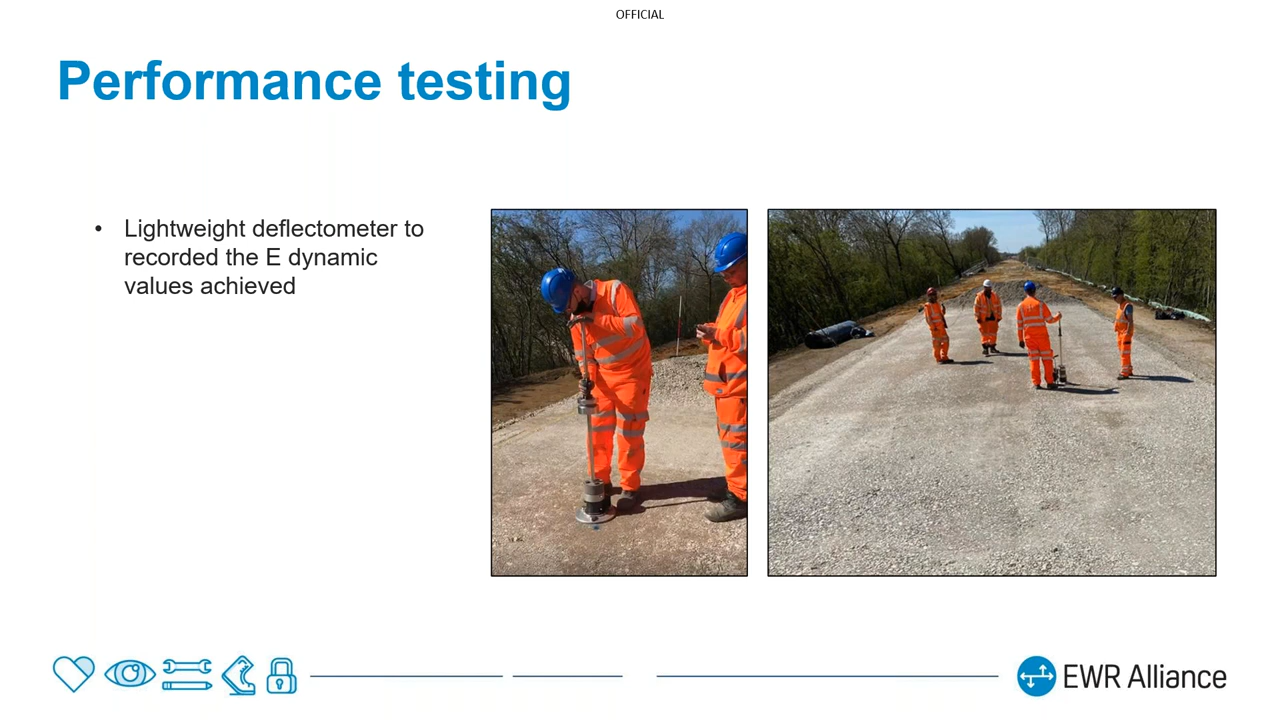 OFFICIAL
Performance testing
• Lightweight deflectometer to
recorded the E dynamic
values achieved
EWR Alliance